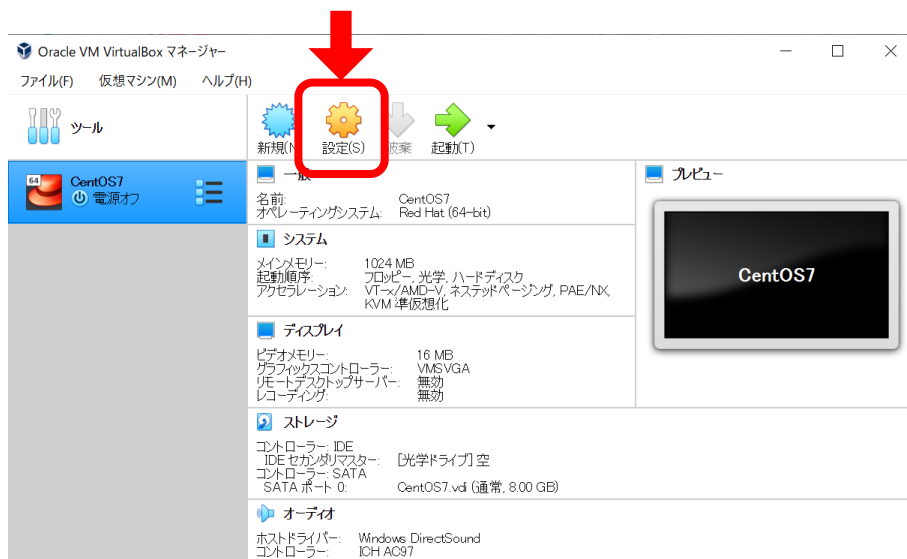 Oracle VM VirtualBox マネージャー
ファイル(F) 仮想マシン(M) ヘルプ(H)
ツール
新規(N 設定(S) 破棄 起動(T)
64 CentOS7
電源オフ
一般
名前: CentOS7
オペレーティングシステム: Red Hat (64-bit)
システム
メインメモリー: 1024 MB
起動順序: フロッピー, 光学, ハードディスク
アクセラレーション: VT-x/AMD-V, ネステッドページング, PAE/NX,
KVM 準仮想化
ディスプレイ
ビデオメモリー: 16 MB
グラフィックスコントローラー: VMSVGA
リモートデスクトップサーバー: 無効
レコーディング: 無効
ストレージ
コントローラー: IDE
IDE セカンダリマスター: [光学ドライブ] 空
コントローラー: SATA
SATA ポート 0: CentOS7.vdi (通常, 8.00 GB)
オーディオ
ホストドライバー: Windows DirectSound
コントローラー: ICH AC97
プレビュー
CentOS7